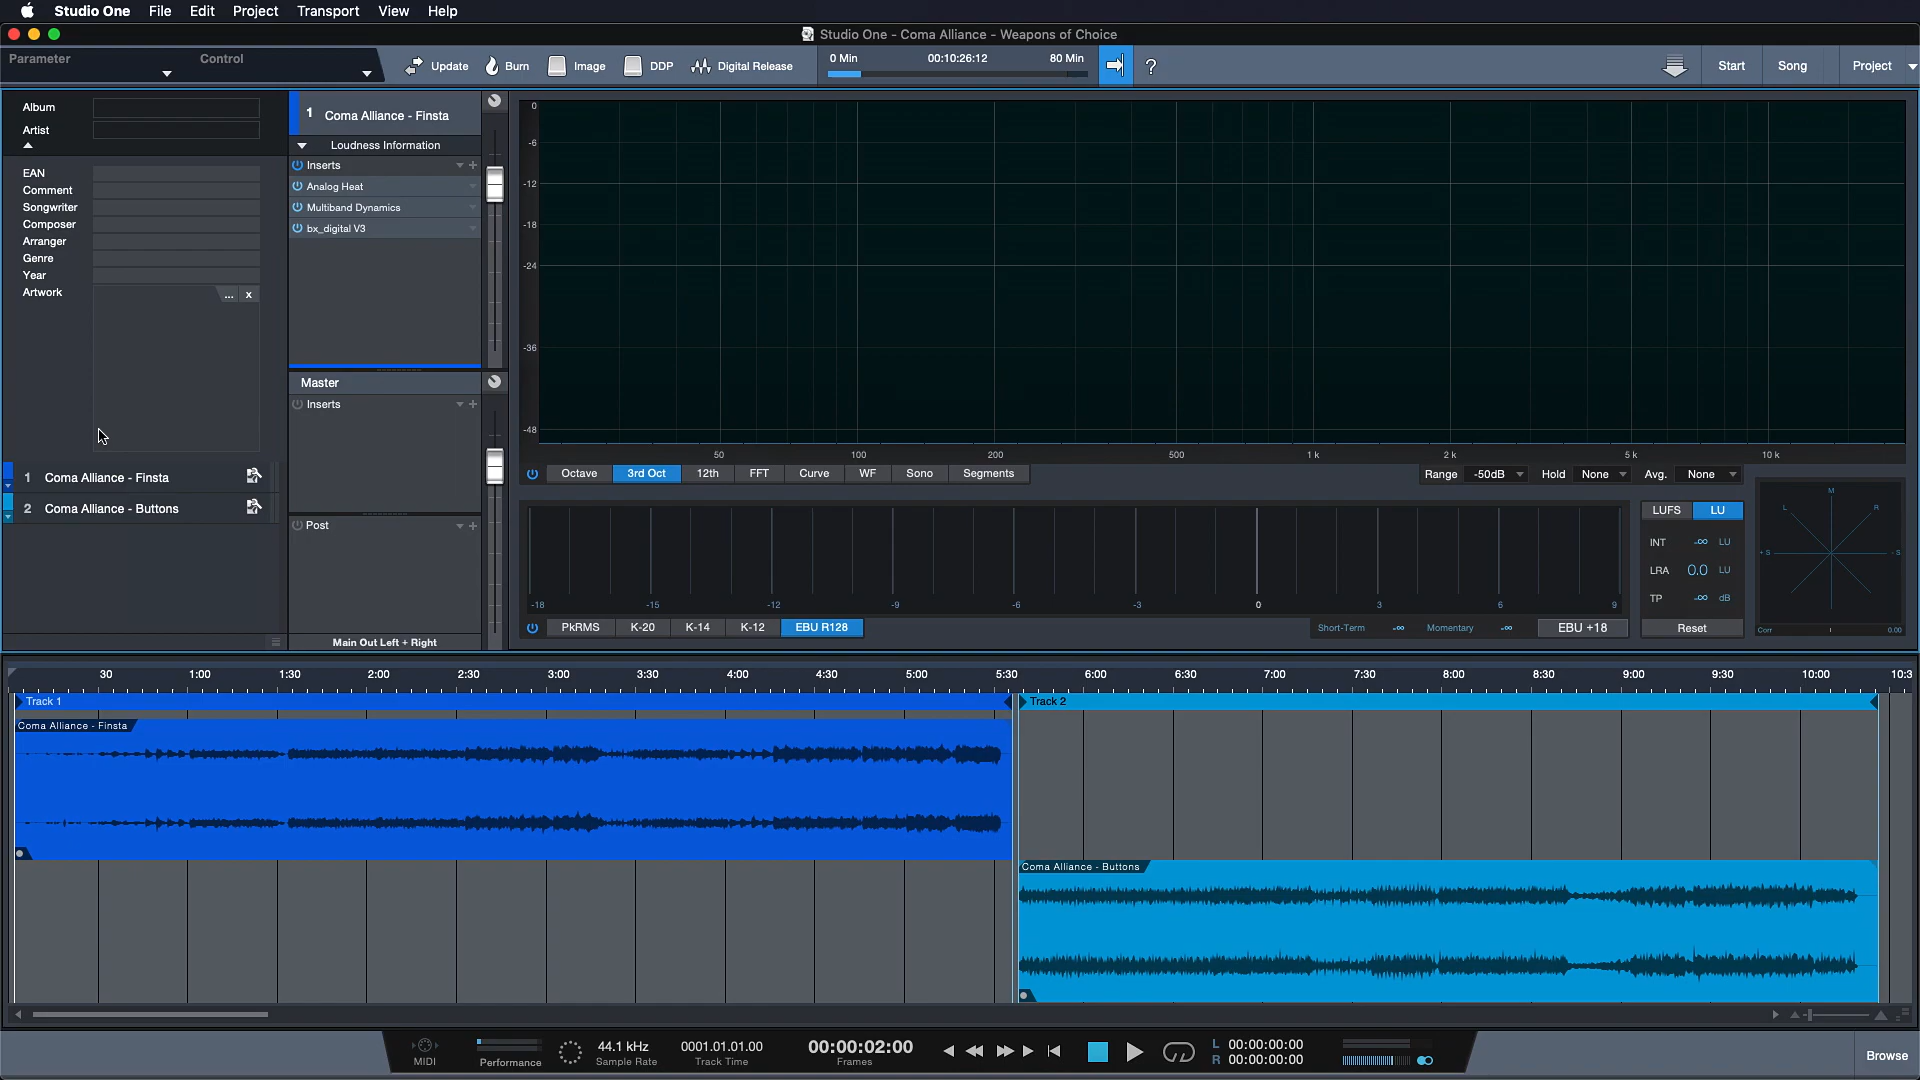 Studio One File Edit Project Transport View Help
Studio One - Coma Alliance - Weapons of Choice
Parameter Control
Update Burn Image DDP Digital Release
0 Min 00:10:26:12 80 Min
?
Start Song Project
Album
Artist
EAN
Comment
Songwriter
Composer
Arranger
Genre
Year
Artwork
... x
1 Coma Alliance - Finsta
2 Coma Alliance - Buttons
1 Coma Alliance - Finsta
Loudness Information
Inserts
Analog Heat
Multiband Dynamics
bx_digital V3
Master
Inserts
Post
Main Out Left + Right
0
-6
-12
-18
-24
-36
-48
50 100 200 500 1 k 2 k 5 k 10 k
Octave 3rd Oct 12th FFT Curve WF Sono Segments
Range -50dB Hold None Avg. None
-18 -15 -12 -9 -6 -3 0 3 6 9
PkRMS K-20 K-14 K-12 EBU R128
Short-Term -∞ Momentary -∞ EBU +18
LUFS LU
INT -∞ LU
LRA 0.0 LU
TP -∞ dB
Reset
M
L R
+ S - S
Corr 0.00
30 1:00 1:30 2:00 2:30 3:00 3:30 4:00 4:30 5:00 5:30 6:00 6:30 7:00 7:30 8:00 8:30 9:00 9:30 10:00 10:3
Track 1 Track 2
Coma Alliance - Finsta
Coma Alliance - Buttons
MIDI
Performance
44.1 kHz
Sample Rate
0001.01.01.00
Track Time
00:00:02:00
Frames
L 00:00:00:00
R 00:00:00:00
Browse